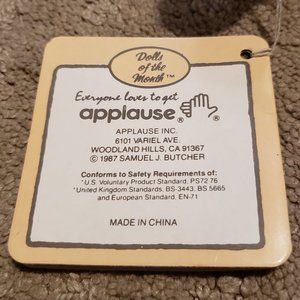 Dolls
of the
Month™
Everyone loves to get
applause®
®
APPLAUSE INC.
6101 VARIEL AVE.
WOODLAND HILLS, CA 91367
© 1987 SAMUEL J. BUTCHER
Conforms to Safety Requirements of:
*U.S. Voluntary Product Standard, PS72 76
*United Kingdom Standards, BS-3443, BS 5665
and European Standard, EN-71
MADE IN CHINA